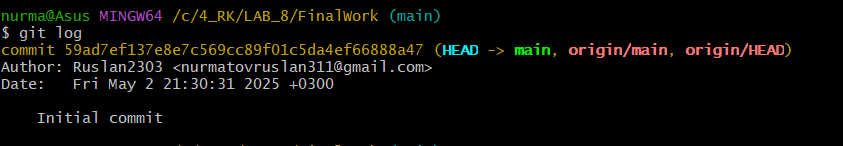 nurma@Asus MINGW64 /c/4_RK/LAB_8/FinalWork (main)
$ git log
commit 59ad7ef137e8e7c569cc89f01c5da4ef66888a47 (HEAD -> main, origin/main, origin/HEAD)
Author: Ruslan2303 <nurmatovruslan311@gmail.com>
Date:   Fri May 2 21:30:31 2025 +0300
    Initial commit